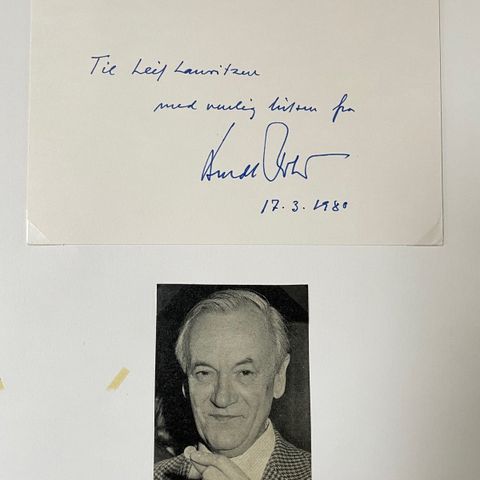 Til Leif Lauritzen
med venlig hilsen fra
17.3.1980